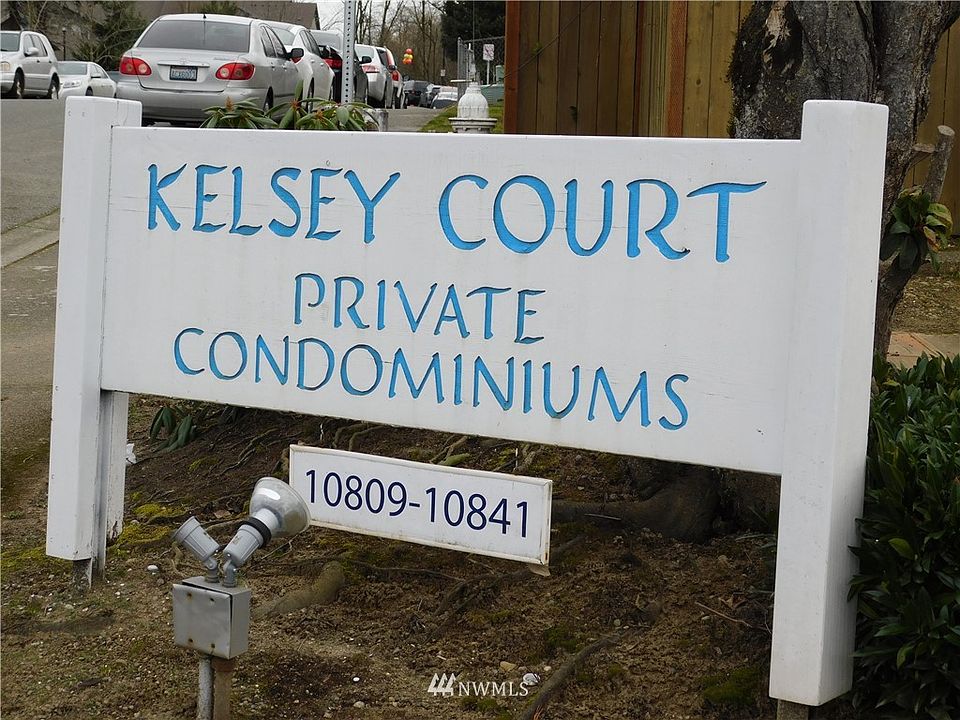 KELSEY COURT
PRIVATE
CONDOMINIUMS
10809-10841
NWMLS